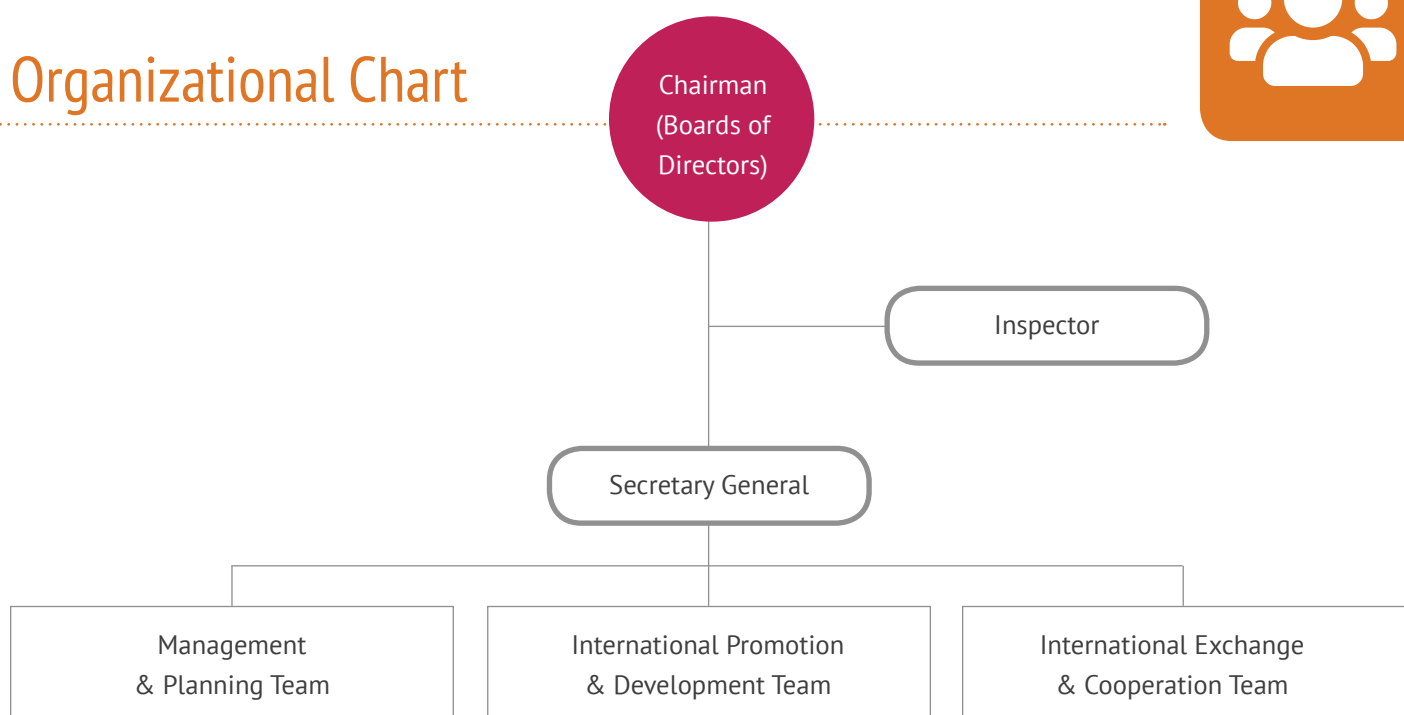 Organizational Chart
Chairman
(Boards of
Directors)
Inspector
Secretary General
Management
& Planning Team
International Promotion
& Development Team
International Exchange
& Cooperation Team